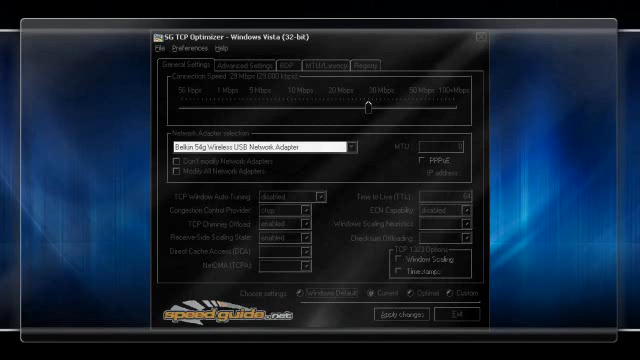 SG TCP Optimizer - Windows Vista (32-bit)
File Preferences Help
General Settings Advanced Settings BDP MTU/Latency Registry
Connection Speed: 29 Mbps (29,000 kbps)
56 kbps 1 Mbps 5 Mbps 10 Mbps 20 Mbps 30 Mbps 50 Mbps 100+Mbps
Network Adapter selection
Belkin 54g Wireless USB Network Adapter
MTU: 0
Don't modify Network Adapters
PPPoE
Modify All Network Adapters
IP address:
TCP Window Auto-Tuning: disabled
Time to Live (TTL): 64
Congestion Control Provider: ctcp
ECN Capability: disabled
TCP Chimney Offload: enabled
Windows Scaling Heuristics:
Receive-Side Scaling State: enabled
Checksum Offloading:
Direct Cache Access (DCA):
TCP 1323 Options
Window Scaling
NetDMA (TCPA):
Timestamps
Choose settings: Windows Default Current Optimal Custom
speedguide.net
Apply changes Exit